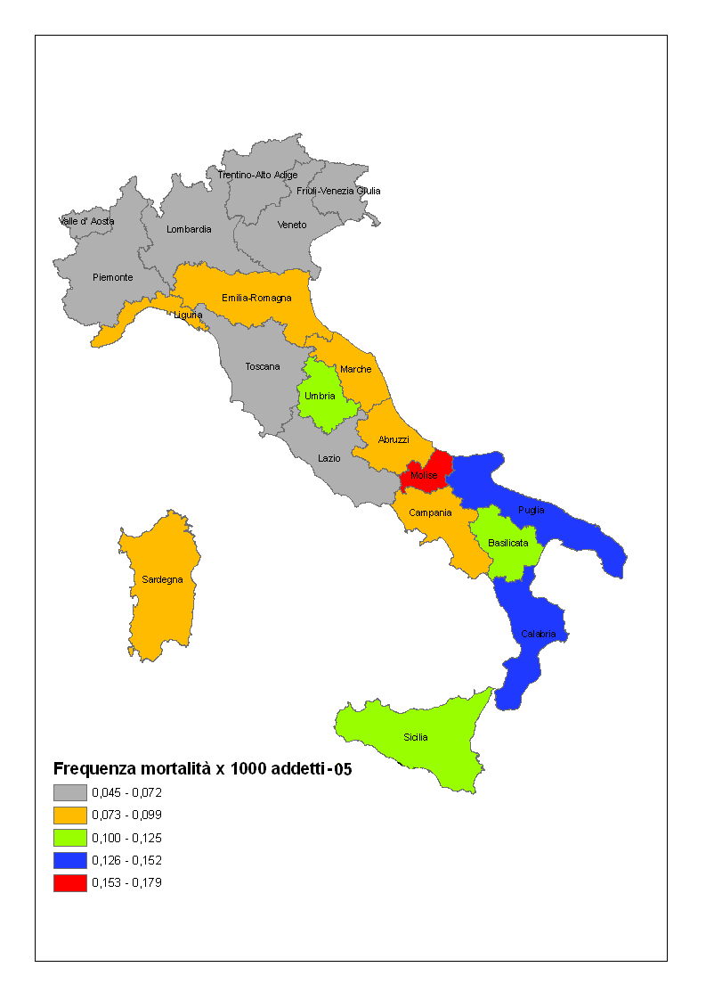 Trentino-Alto Adige
Friuli-Venezia Giulia
Valle d' Aosta
Lombardia
Veneto
Piemonte
Emilia-Romagna
Liguria
Toscana
Marche
Umbria
Abruzzi
Lazio
Molise
Campania
Puglia
Basilicata
Sardegna
Calabria
Sicilia
Frequenza mortalità x 1000 addetti-05
0,045 - 0,072
0,073 - 0,099
0,100 - 0,125
0,126 - 0,152
0,153 - 0,179